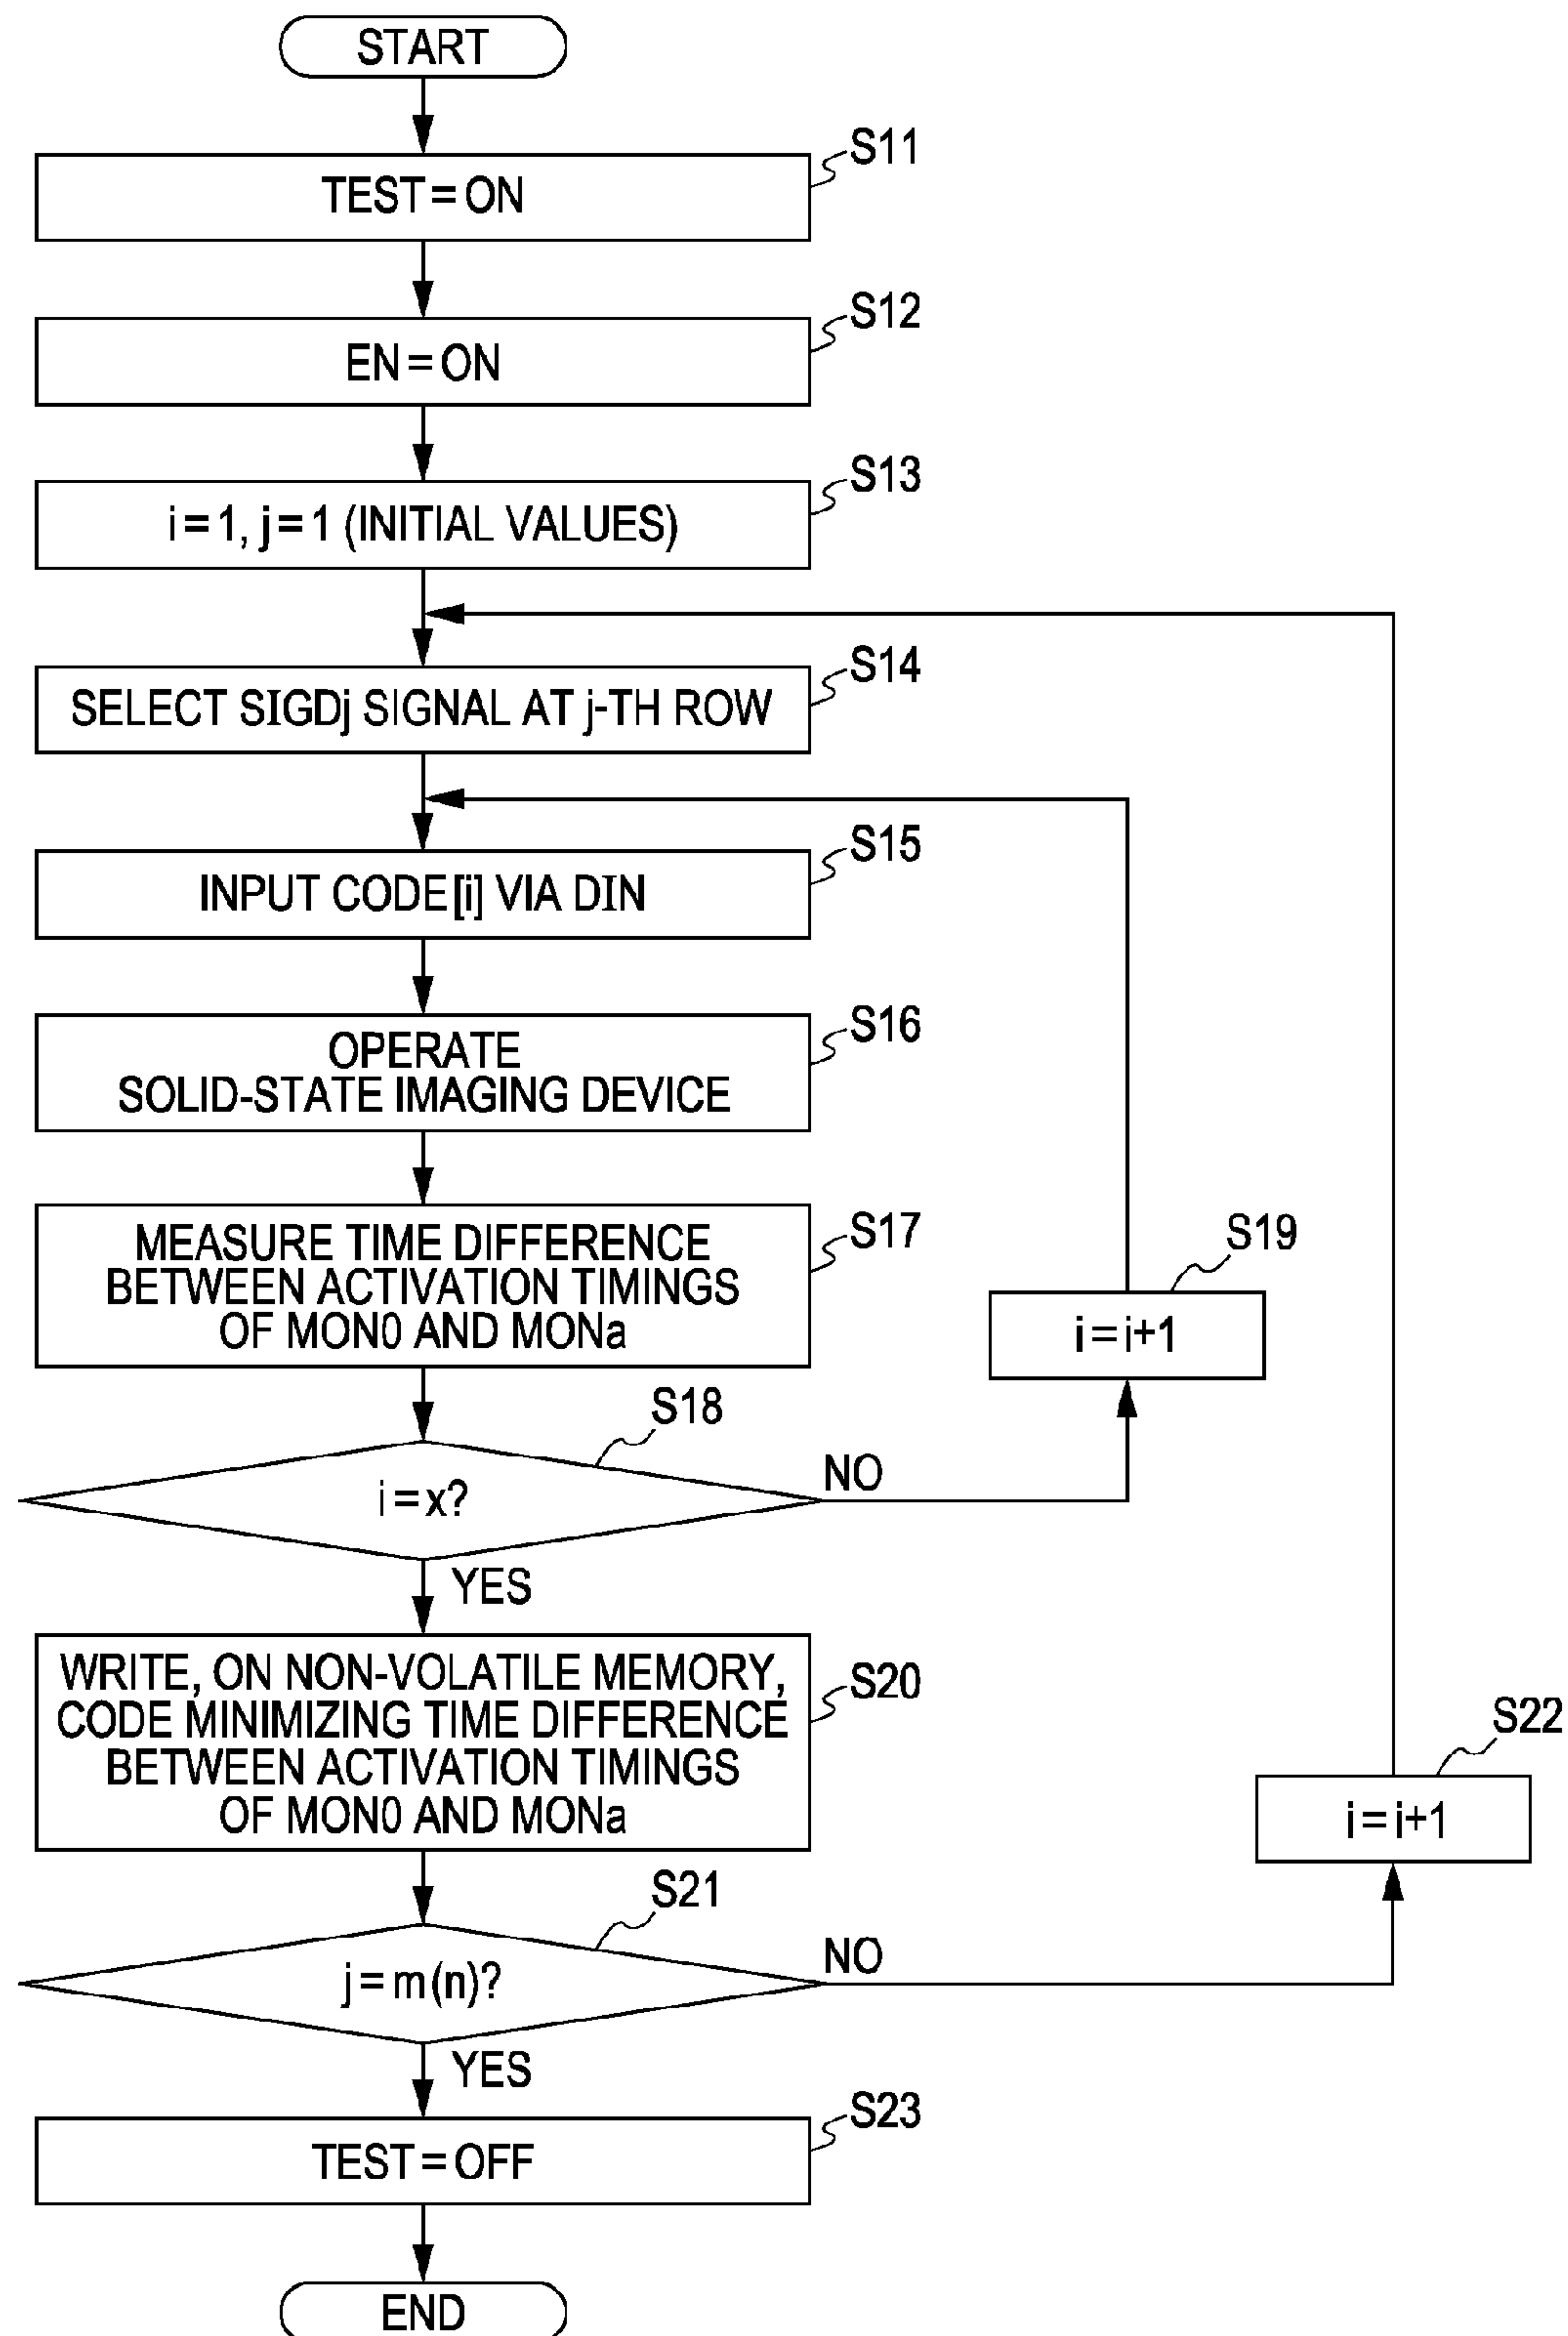 START
S11
TEST=ON
S12
EN=ON
S13
i=1, j=1 (INITIAL VALUES)
S14
SELECT SIGDj SIGNAL AT j-TH ROW
S15
INPUT CODE[i] VIA DIN
S16
OPERATE
SOLID-STATE IMAGING DEVICE
S17
MEASURE TIME DIFFERENCE
BETWEEN ACTIVATION TIMINGS
OF MON0 AND MONa
S19
i=i+1
S18
i=x?
NO
YES
S20
WRITE, ON NON-VOLATILE MEMORY,
CODE MINIMIZING TIME DIFFERENCE
BETWEEN ACTIVATION TIMINGS
OF MON0 AND MONa
S22
i=i+1
S21
j=m(n)?
NO
YES
S23
TEST=OFF
END